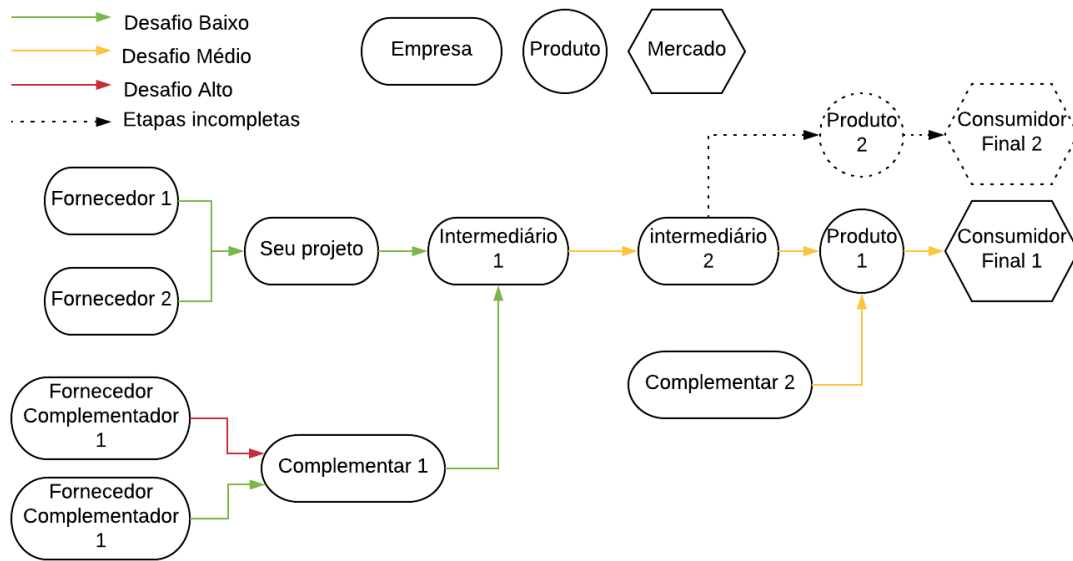 Desafio Baixo
Desafio Médio
Desafio Alto
Etapas incompletas
Empresa
Produto
Mercado
Produto
2
Consumidor
Final 2
Fornecedor 1
Seu projeto
Intermediário
1
intermediário
2
Produto
1
Consumidor
Final 1
Fornecedor 2
Fornecedor
Complementador
1
Complementar 2
Complementar 1
Fornecedor
Complementador
1